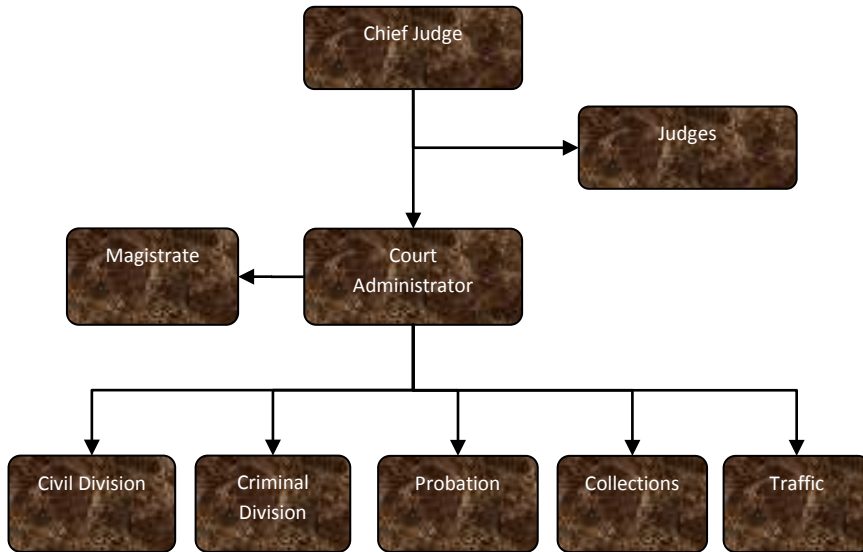 Chief Judge
Judges
Magistrate
Court
Administrator
Civil Division
Criminal
Division
Probation
Collections
Traffic